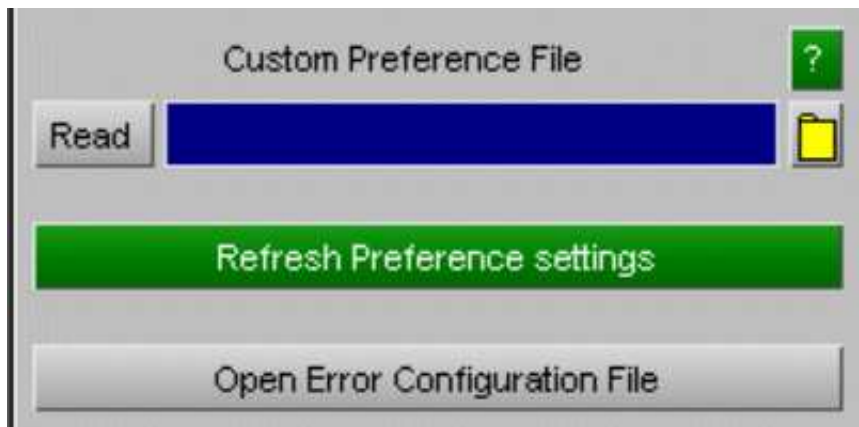 Custom Preference File ?
Read
Refresh Preference settings
Open Error Configuration File